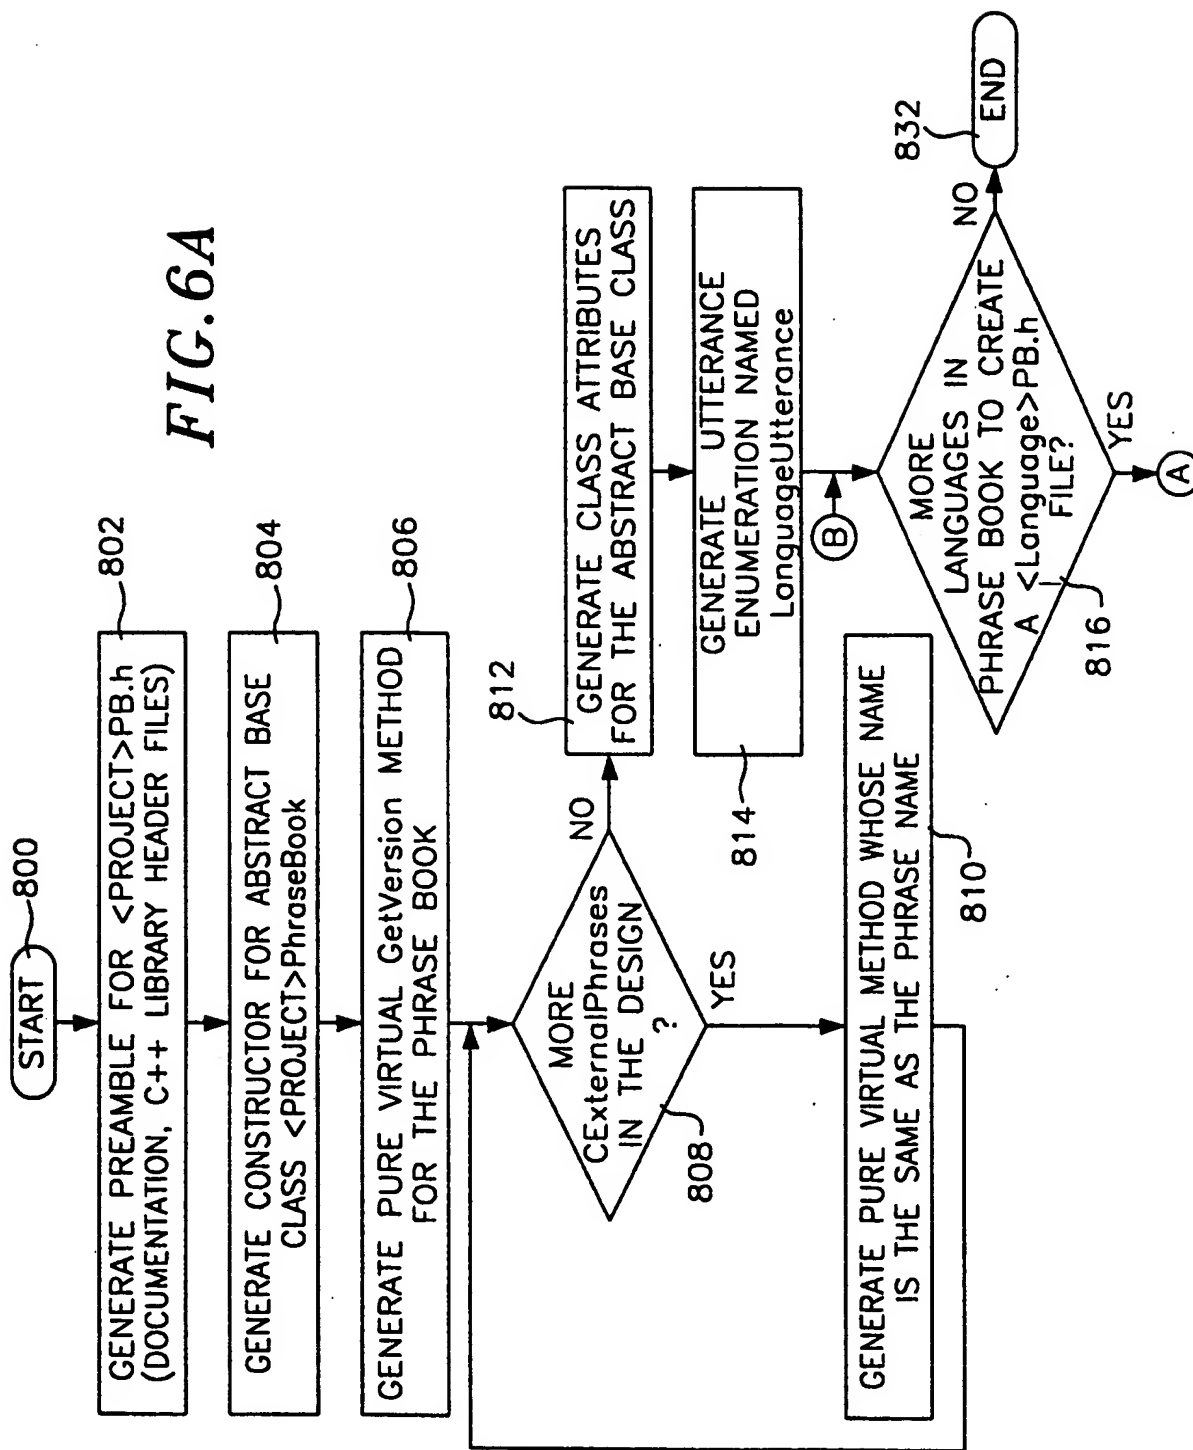 FIG. 6A
START
800
GENERATE PREAMBLE FOR <PROJECT>PB.h
(DOCUMENTATION, C++ LIBRARY HEADER FILES)
802
GENERATE CONSTRUCTOR FOR ABSTRACT BASE
CLASS <PROJECT>PhraseBook
804
GENERATE PURE VIRTUAL GetVersion METHOD
FOR THE PHRASE BOOK
806
MORE
CExternalPhrases
IN THE DESIGN
?
808
NO
YES
GENERATE PURE VIRTUAL METHOD WHOSE NAME
IS THE SAME AS THE PHRASE NAME
810
812
GENERATE CLASS ATTRIBUTES
FOR THE ABSTRACT BASE CLASS
GENERATE UTTERANCE
ENUMERATION NAMED
LanguageUtterance
814
B
MORE
LANGUAGES IN
PHRASE BOOK TO CREATE
A <Language>PB.h
FILE?
816
NO
832
END
YES
A